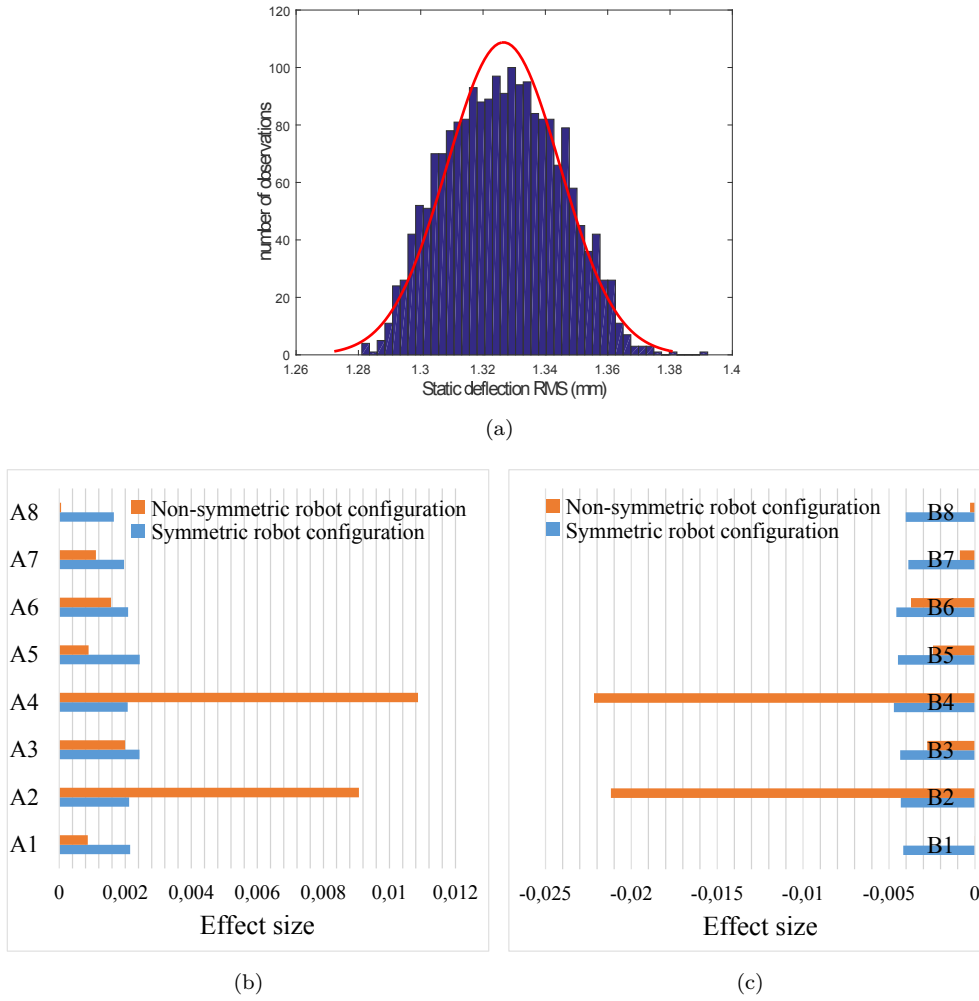 120
100
80
60
40
20
0
number of observations
1.26 1.28 1.3 1.32 1.34 1.36 1.38 1.4
Static deflection RMS (mm)
(a)
Non-symmetric robot configuration
Symmetric robot configuration
A8
A7
A6
A5
A4
A3
A2
A1
0 0,002 0,004 0,006 0,008 0,01 0,012
Effect size
(b)
Non-symmetric robot configuration
Symmetric robot configuration
B8
B7
B6
B5
B4
B3
B2
B1
-0,025 -0,02 -0,015 -0,01 -0,005 0
Effect size
(c)